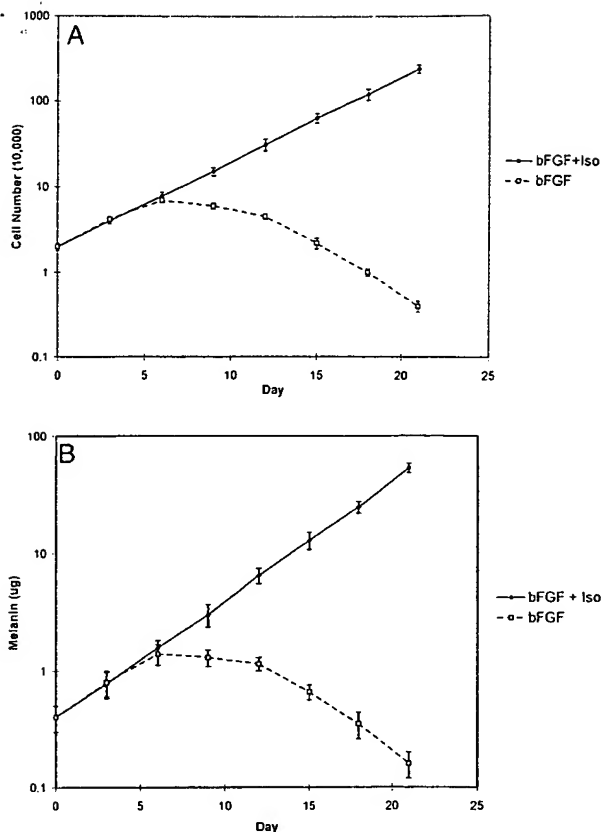 A
1000
100
10
1
0.1
Cell Number (10,000)
0 5 10 15 20 25
Day
bFGF+Iso
bFGF
B
100
10
1
0.1
Melanin (ug)
0 5 10 15 20 25
Day
bFGF + Iso
bFGF